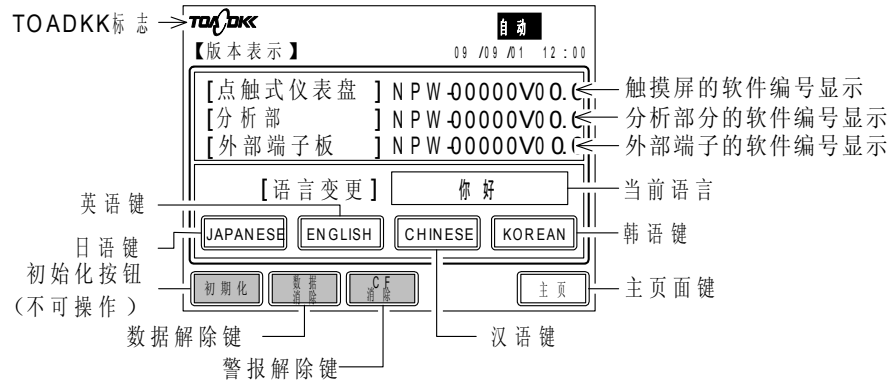 TOADKK标志
TOADKK
自动
【版本表示】
09/09/01 12:00
[点触式仪表盘] NPW-00000V00.0
触摸屏的软件编号显示
[分析部] NPW-00000V00.0
分析部分的软件编号显示
[外部端子板] NPW-00000V00.0
外部端子的软件编号显示
[语言变更] 你好
当前语言
英语键
JAPANESE ENGLISH CHINESE KOREAN
韩语键
日语键
初始化按钮
(不可操作)
初期化
数据
消除
CF
消除
主页
主页面键
数据解除键
汉语键
警报解除键